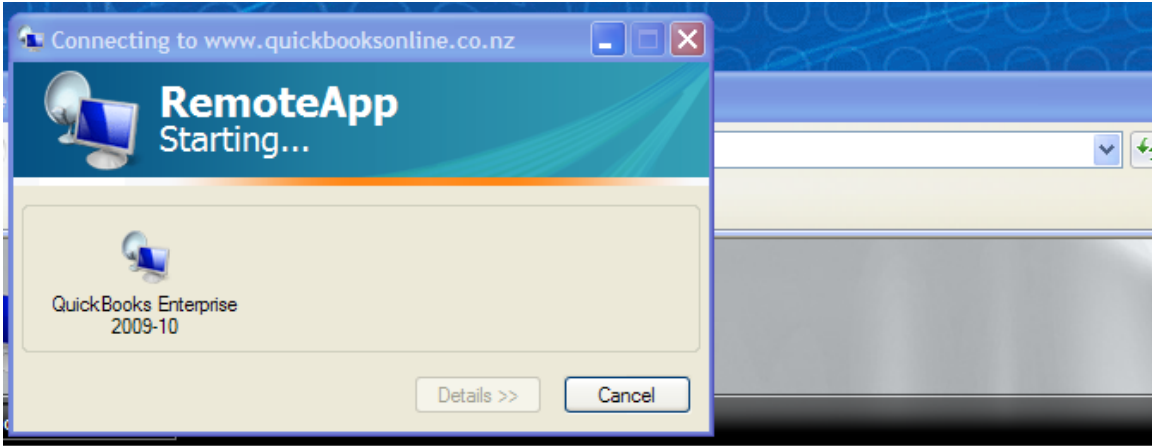 Connecting to www.quickbooksonline.co.nz
RemoteApp
Starting...
QuickBooks Enterprise
2009-10
Details >>
Cancel